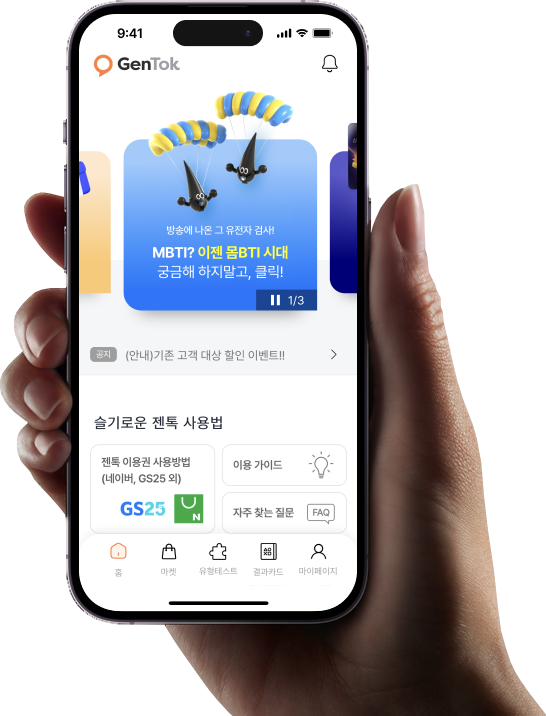 9:41
GenTok
방송에 나온 그 유전자 검사!
MBTI? 이젠 몸BTI 시대
궁금해 하지말고, 클릭!
1/3
공지 (안내)기존 고객 대상 할인 이벤트!!
슬기로운 젠톡 사용법
젠톡 이용권 사용방법
(네이버, GS25 외)
GS25
N
이용 가이드
자주 찾는 질문
FAQ
홈 마켓 유형테스트 결과카드 마이페이지